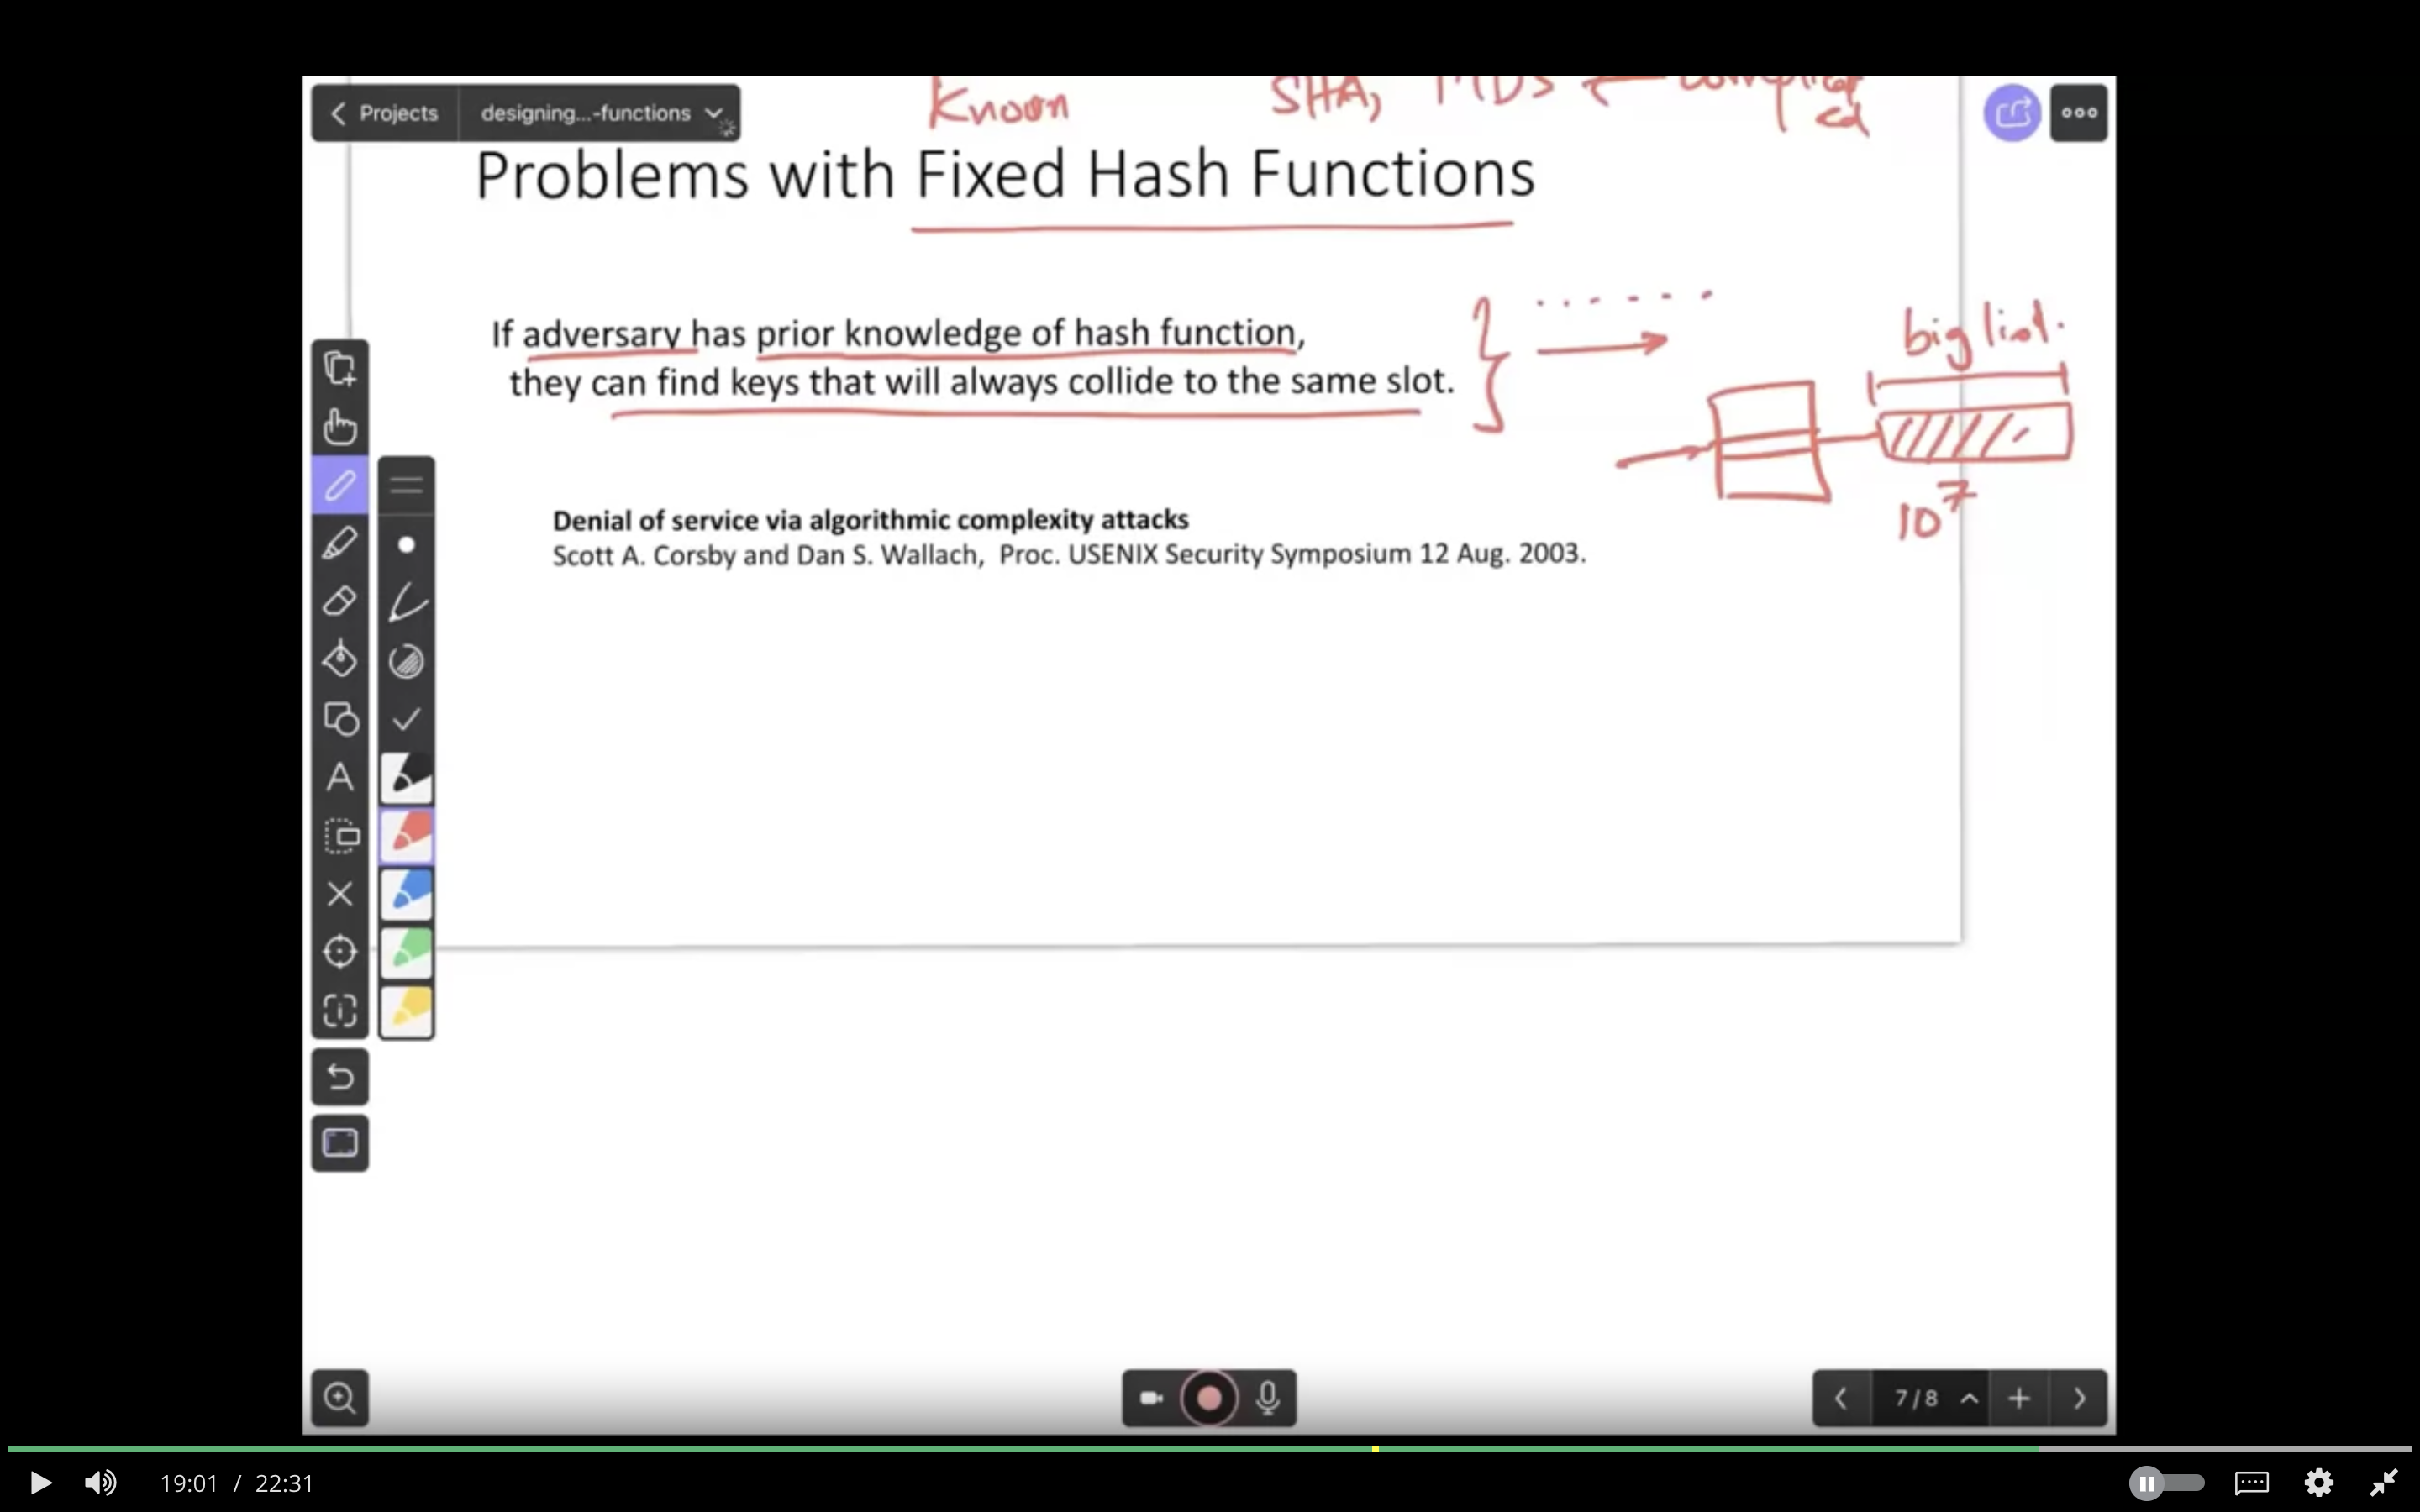 Known SHA, MD5 ← complicat
ed
Projects designing...-functions
Problems with Fixed Hash Functions
big list.
If adversary has prior knowledge of hash function,
they can find keys that will always collide to the same slot.
10^7
Denial of service via algorithmic complexity attacks
Scott A. Corsby and Dan S. Wallach, Proc. USENIX Security Symposium 12 Aug. 2003.
A
7/8
19:01 / 22:31